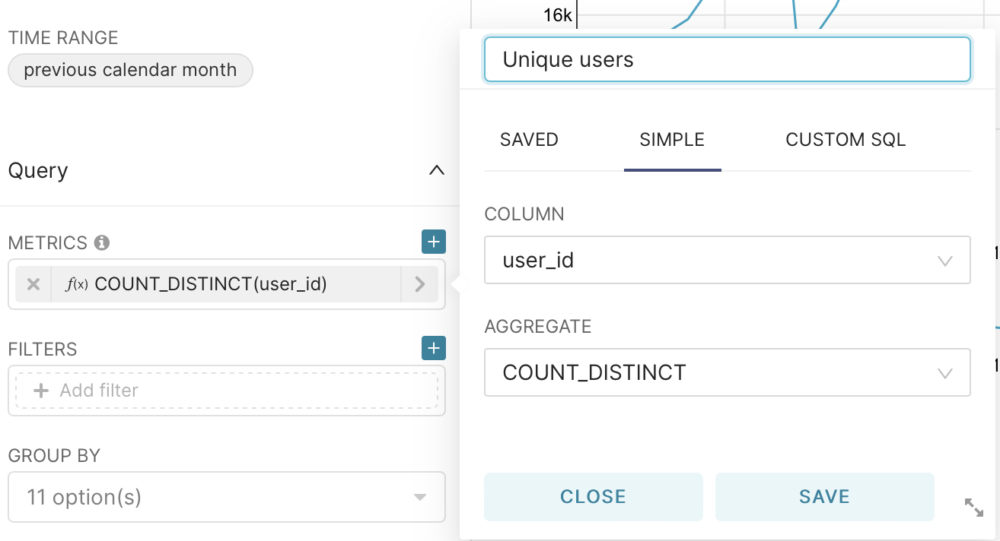 TIME RANGE
previous calendar month
Query
METRICS
f(x) COUNT_DISTINCT(user_id)
FILTERS
Add filter
GROUP BY
11 option(s)
16k
Unique users
SAVED
SIMPLE
CUSTOM SQL
COLUMN
user_id
AGGREGATE
COUNT_DISTINCT
CLOSE
SAVE